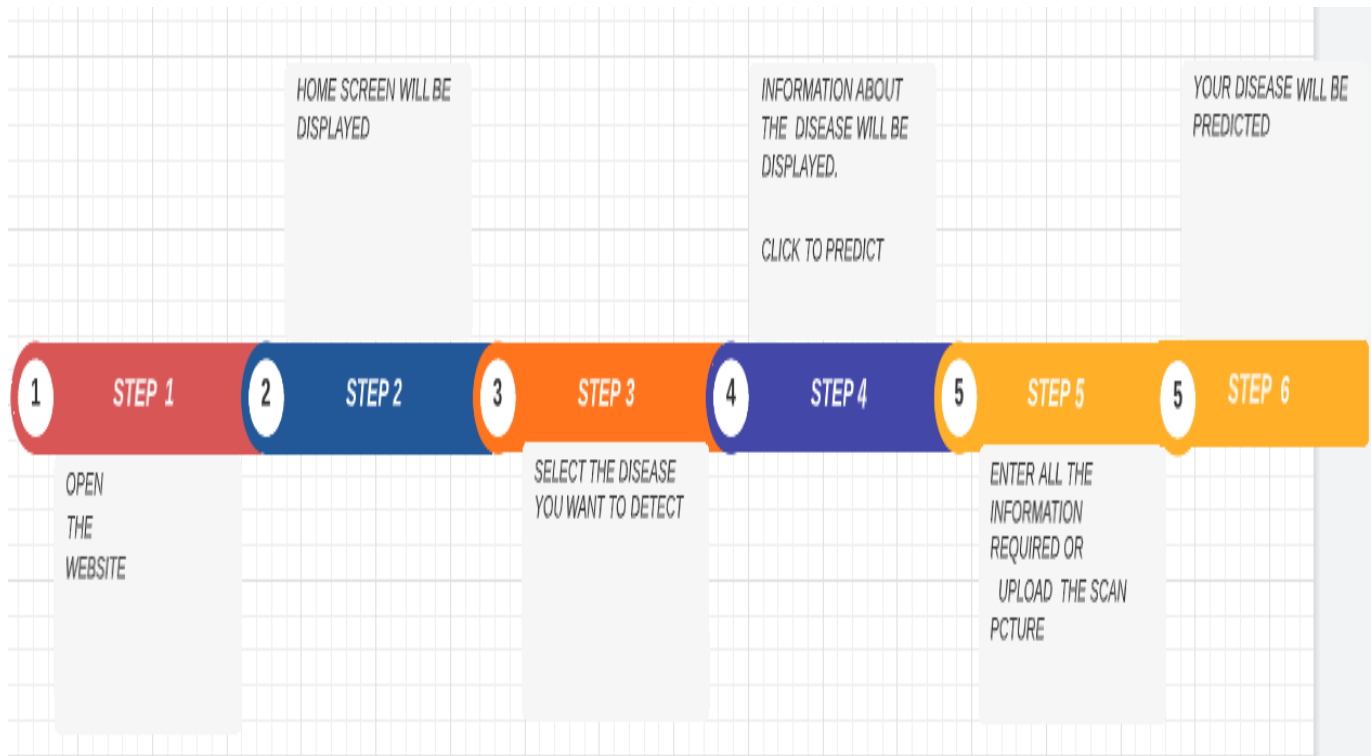 HOME SCREEN WILL BE
DISPLAYED
INFORMATION ABOUT
THE DISEASE WILL BE
DISPLAYED.
CLICK TO PREDICT
YOUR DISEASE WILL BE
PREDICTED
1 STEP 1
2 STEP 2
3 STEP 3
4 STEP 4
5 STEP 5
5 STEP 6
OPEN
THE
WEBSITE
SELECT THE DISEASE
YOU WANT TO DETECT
ENTER ALL THE
INFORMATION
REQUIRED OR
UPLOAD THE SCAN
PCTURE